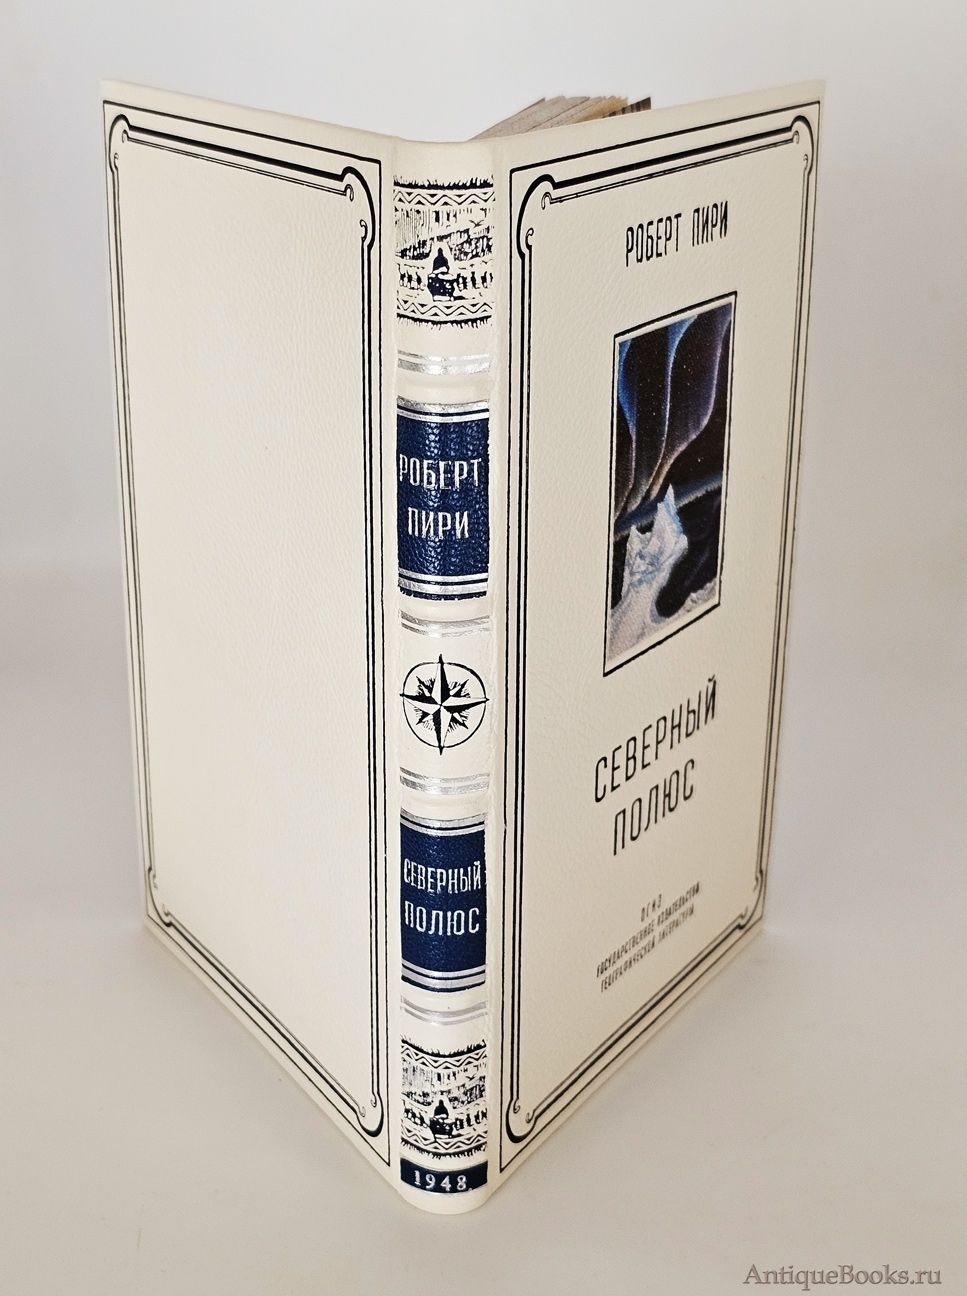 РОБЕРТ
ПИРИ
СЕВЕРНЫЙ
ПОЛЮС
1948
РОБЕРТ ПИРИ
СЕВЕРНЫЙ
ПОЛЮС
ОГИЗ
ГОСУДАРСТВЕННОЕ ИЗДАТЕЛЬСТВО
ГЕОГРАФИЧЕСКОЙ ЛИТЕРАТУРЫ
AntiqueBooks.ru